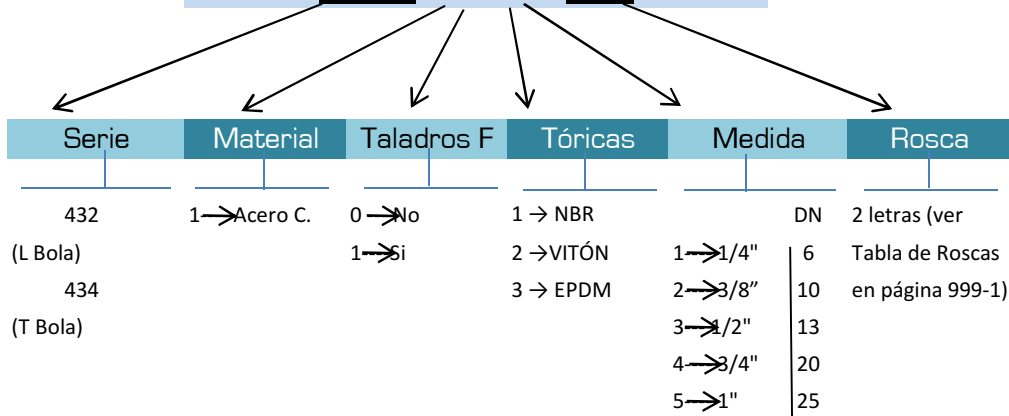 Serie Material Taladros F Tóricas Medida Rosca
432 1→Acero C. 0→No 1 → NBR DN 2 letras (ver
(L Bola) 1→Si 2 →VITÓN 1→1/4" 6 Tabla de Roscas
434 3 → EPDM 2→3/8” 10 en página 999-1)
(T Bola) 3→1/2" 13
4→3/4" 20
5→1" 25